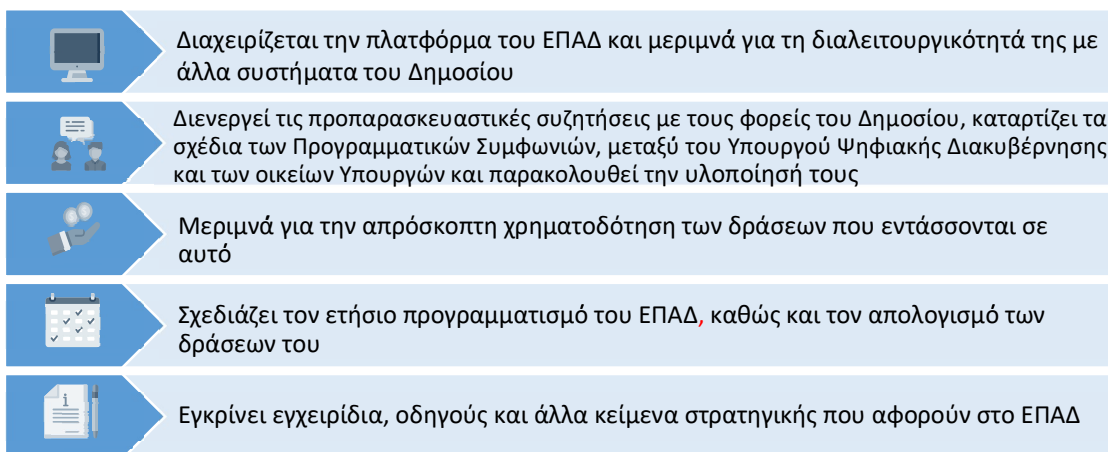 Διαχειρίζεται την πλατφόρμα του ΕΠΑΔ και μεριμνά για τη διαλειτουργικότητά της με
άλλα συστήματα του Δημοσίου
Διενεργεί τις προπαρασκευαστικές συζητήσεις με τους φορείς του Δημοσίου, καταρτίζει τα
σχέδια των Προγραμματικών Συμφωνιών, μεταξύ του Υπουργού Ψηφιακής Διακυβέρνησης
και των οικείων Υπουργών και παρακολουθεί την υλοποίησή τους
Μεριμνά για την απρόσκοπτη χρηματοδότηση των δράσεων που εντάσσονται σε
αυτό
Σχεδιάζει τον ετήσιο προγραμματισμό του ΕΠΑΔ, καθώς και τον απολογισμό των
δράσεων του
Εγκρίνει εγχειρίδια, οδηγούς και άλλα κείμενα στρατηγικής που αφορούν στο ΕΠΑΔ